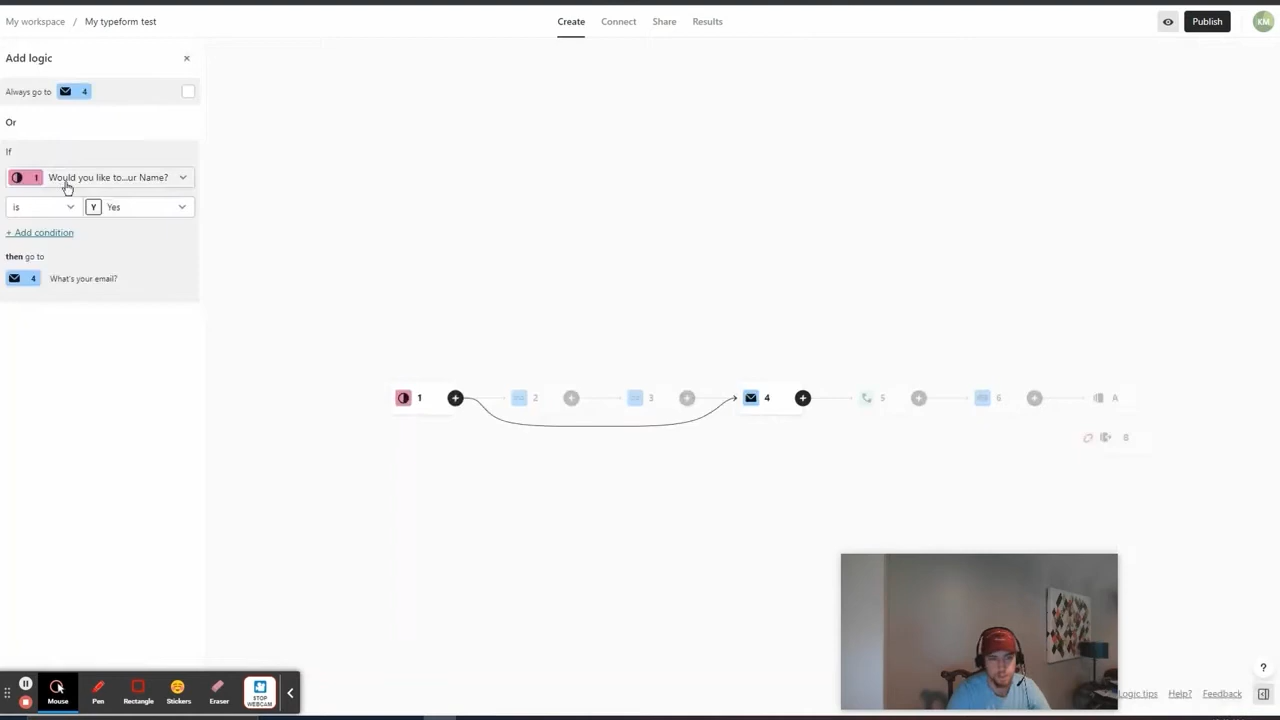 My workspace / My typeform test
Create Connect Share Results
Publish
KM
Add logic
Always go to 4
Or
If
1 Would you like to...ur Name?
is Y Yes
+ Add condition
then go to
4 What's your email?
1 2 3 4 5 6 A
B
Mouse Pen Rectangle Stickers Eraser STOP WEBCAM
Logic tips Help? Feedback
?